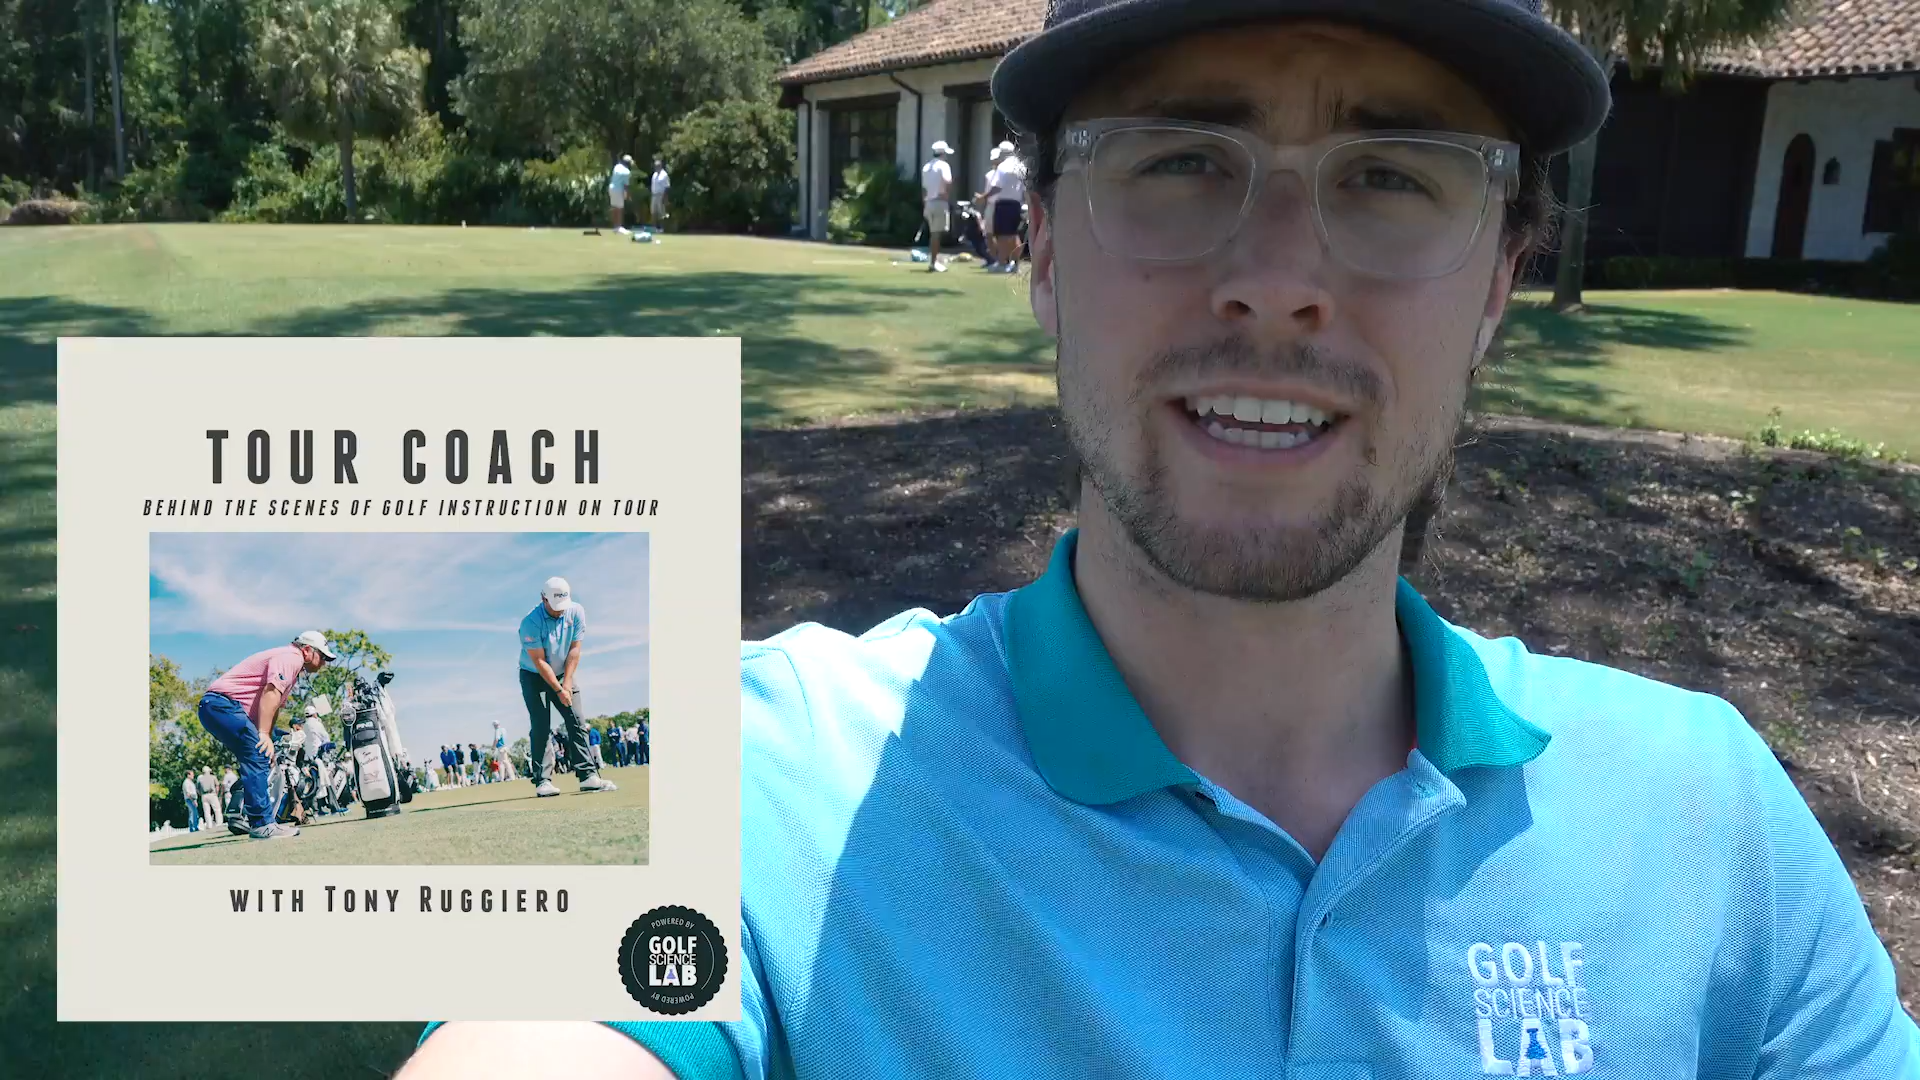 TOUR COACH
BEHIND THE SCENES OF GOLF INSTRUCTION ON TOUR
PING
WITH TONY RUGGIERO
POWERED BY
GOLF
SCIENCE
LAB
POWERED BY
GOLF
SCIENCE
LAB